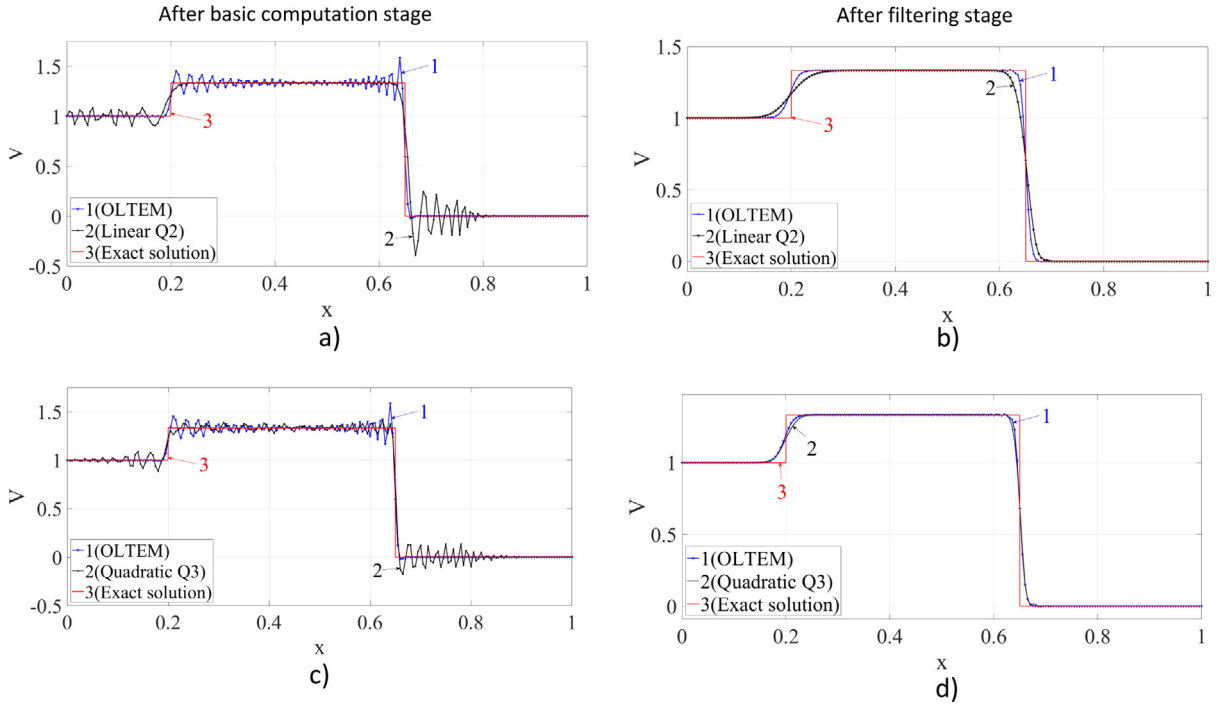 After basic computation stage
After filtering stage
1.5
1
0.5
0
-0.5
V
1
2
3
1(OLTEM)
2(Linear Q2)
3(Exact solution)
0
0.2
0.4
0.6
0.8
1
x
a)
1.5
1
0.5
0
V
1
2
3
1(OLTEM)
2(Linear Q2)
3(Exact solution)
0
0.2
0.4
0.6
0.8
1
x
b)
1.5
1
0.5
0
-0.5
V
1
2
3
1(OLTEM)
2(Quadratic Q3)
3(Exact solution)
0
0.2
0.4
0.6
0.8
1
x
c)
1
0.5
0
V
1
2
3
1(OLTEM)
2(Quadratic Q3)
3(Exact solution)
0
0.2
0.4
0.6
0.8
1
x
d)